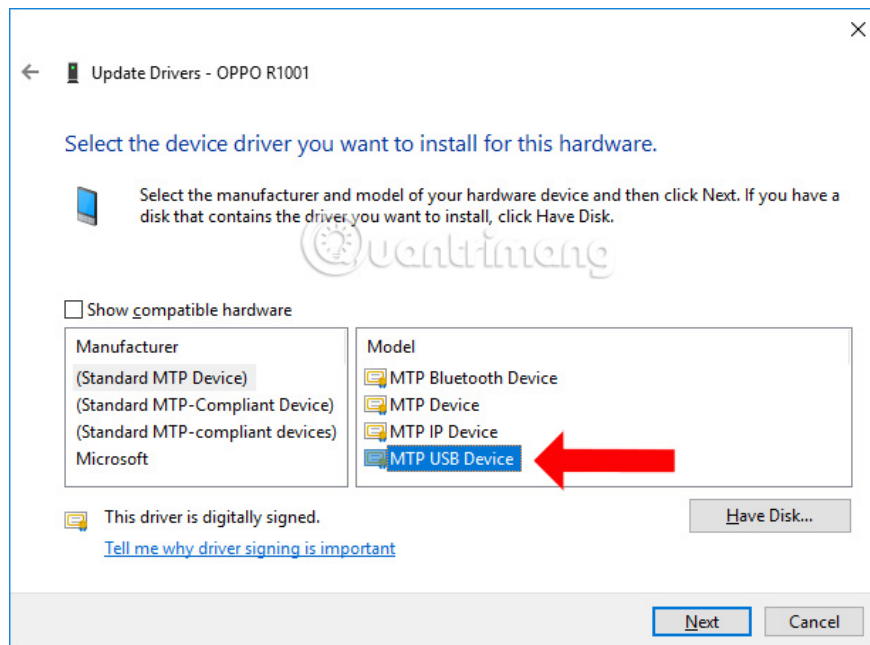 Update Drivers - OPPO R1001
Select the device driver you want to install for this hardware.
Select the manufacturer and model of your hardware device and then click Next. If you have a
disk that contains the driver you want to install, click Have Disk.
Quantrimang
Show compatible hardware
Manufacturer
(Standard MTP Device)
(Standard MTP-Compliant Device)
(Standard MTP-compliant devices)
Microsoft
Model
MTP Bluetooth Device
MTP Device
MTP IP Device
MTP USB Device
This driver is digitally signed.
Tell me why driver signing is important
Have Disk...
Next
Cancel